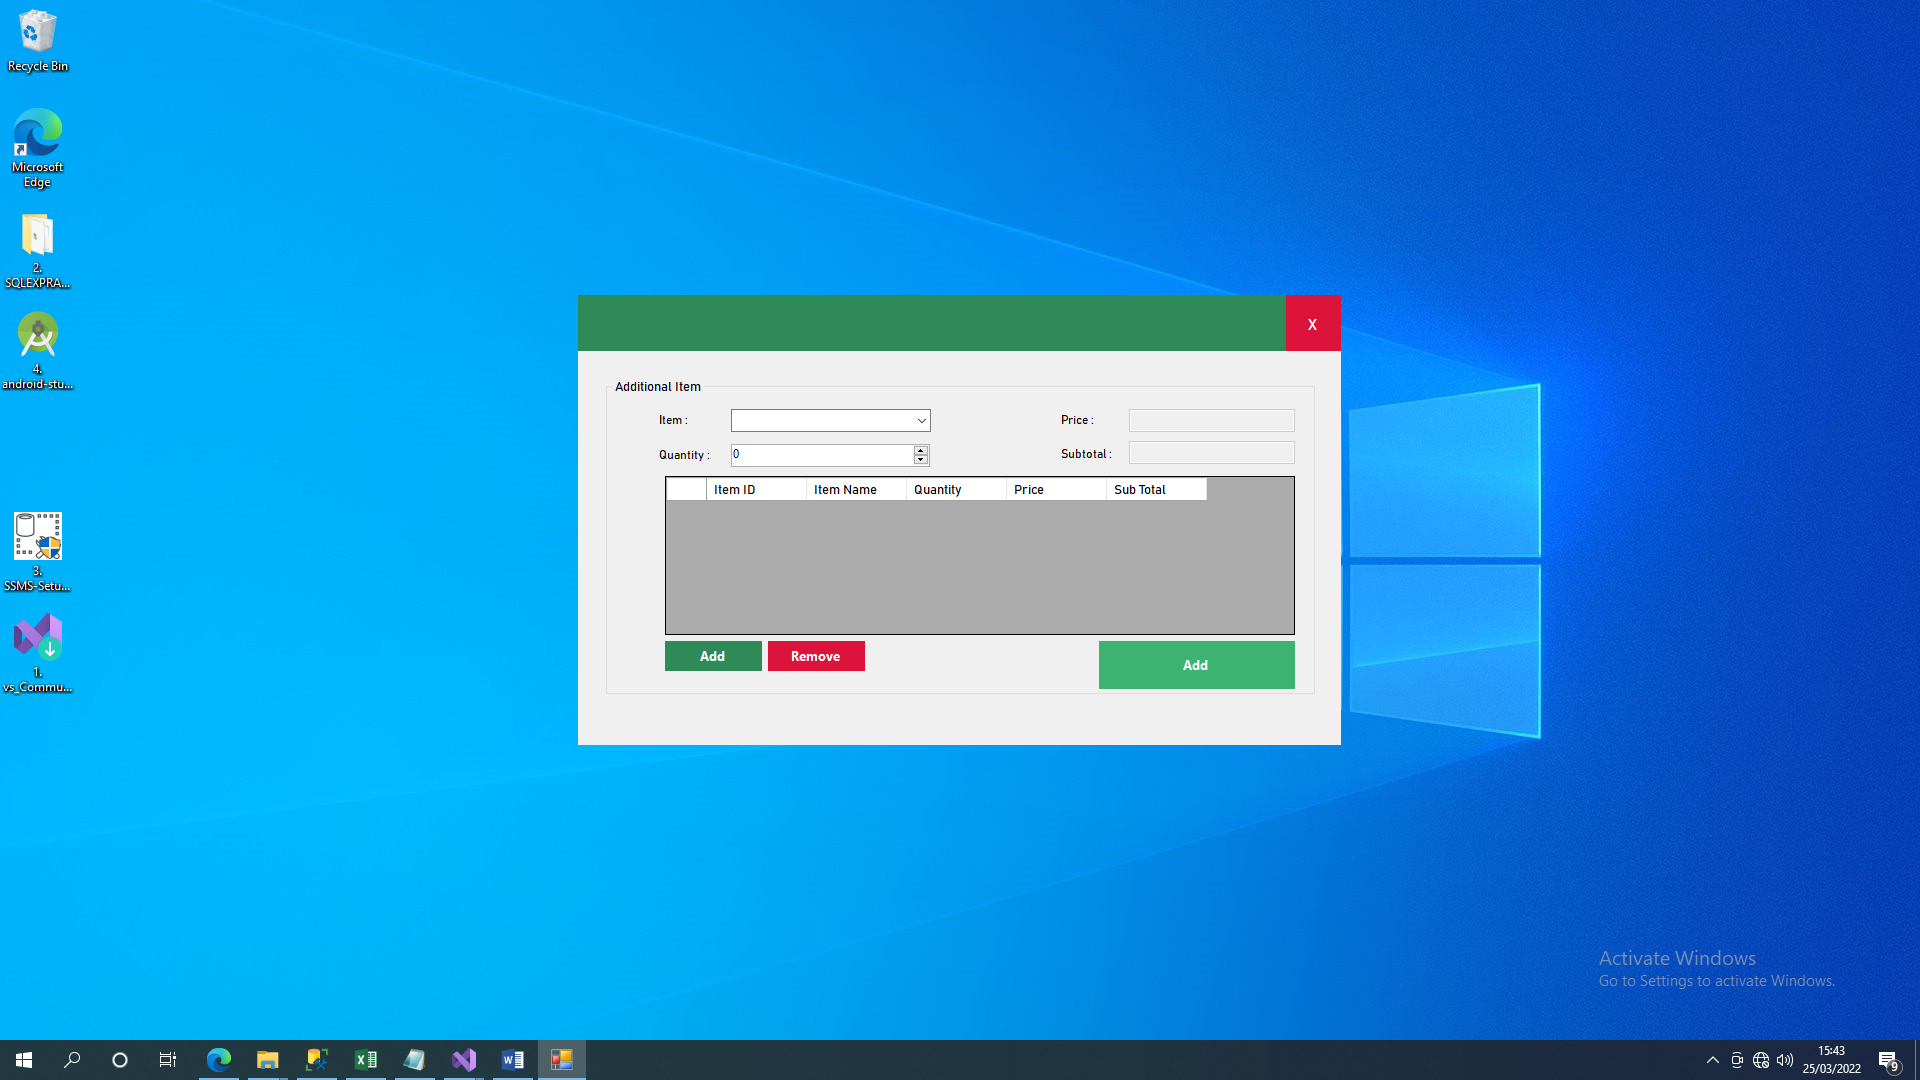 Recycle Bin
Microsoft
Edge
2.
SQLEXPRA...
4.
android-stu...
3.
SSMS-Setu...
1.
vs_Commu...
X
Additional Item
Item :
Price :
Quantity :
0
Subtotal :
Item ID Item Name Quantity Price Sub Total
Add Remove Add
Activate Windows
Go to Settings to activate Windows.
15:43
25/03/2022
9